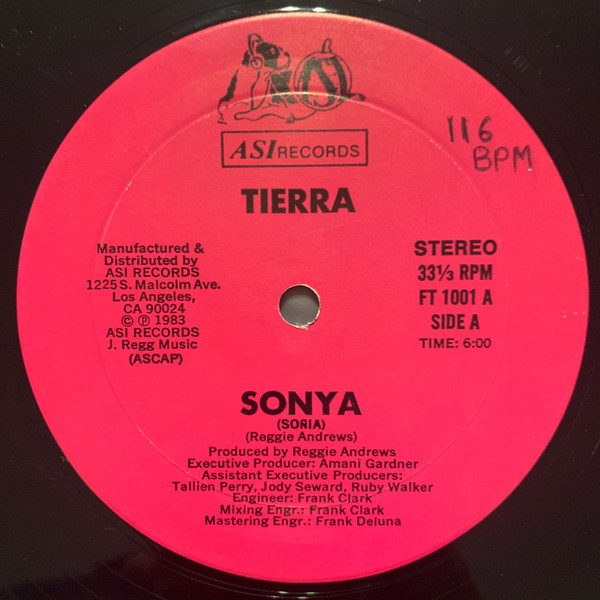 ASI
ASI RECORDS
116
BPM
TIERRA
Manufactured &
Distributed by
ASI RECORDS
1225 S. Malcolm Ave.
Los Angeles,
CA 90024
© ℗ 1983
ASI RECORDS
J. Regg Music
(ASCAP)
STEREO
33⅓ RPM
FT 1001 A
SIDE A
TIME: 6:00
SONYA
(SOÑIA)
(Reggie Andrews)
Produced by Reggie Andrews
Executive Producer: Amani Gardner
Assistant Executive Producers:
Tallien Perry, Jody Seward, Ruby Walker
Engineer: Frank Clark
Mixing Engr.: Frank Clark
Mastering Engr.: Frank Deluna